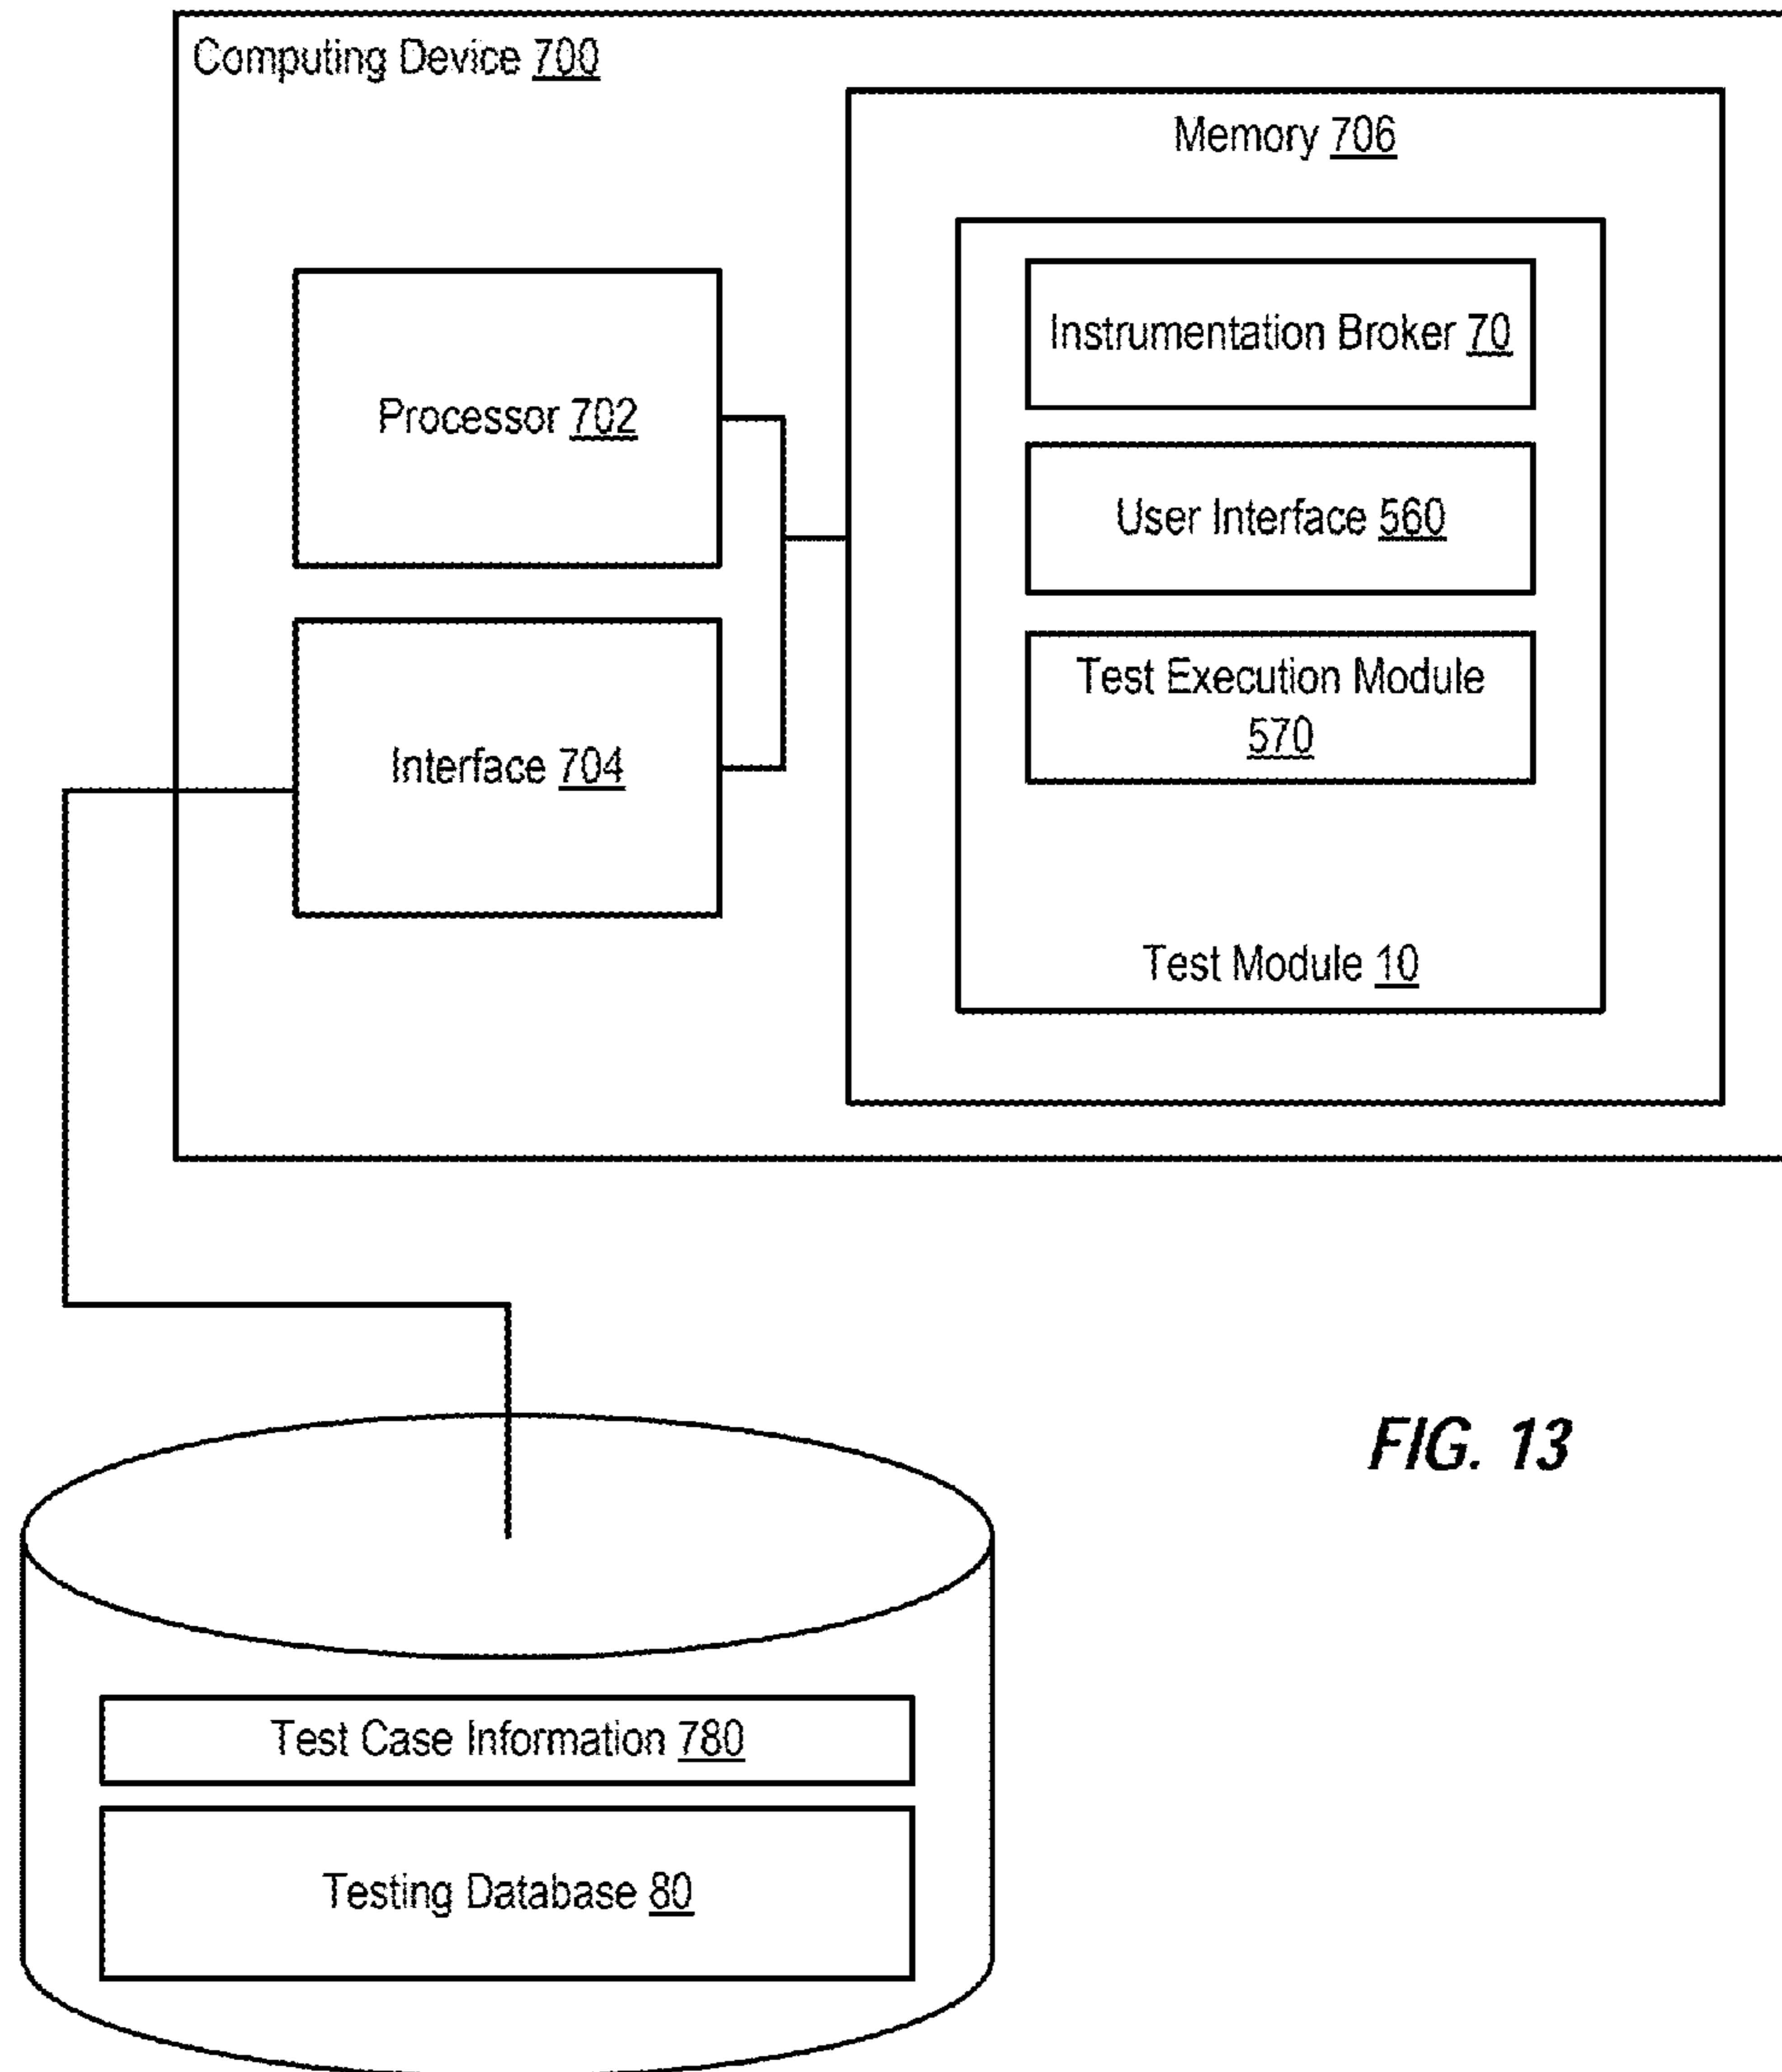 Computing Device 700
Memory 706
Instrumentation Broker 70
Processor 702
User Interface 560
Test Execution Module
570
Interface 704
Test Module 10
FIG. 13
Test Case Information 780
Testing Database 80